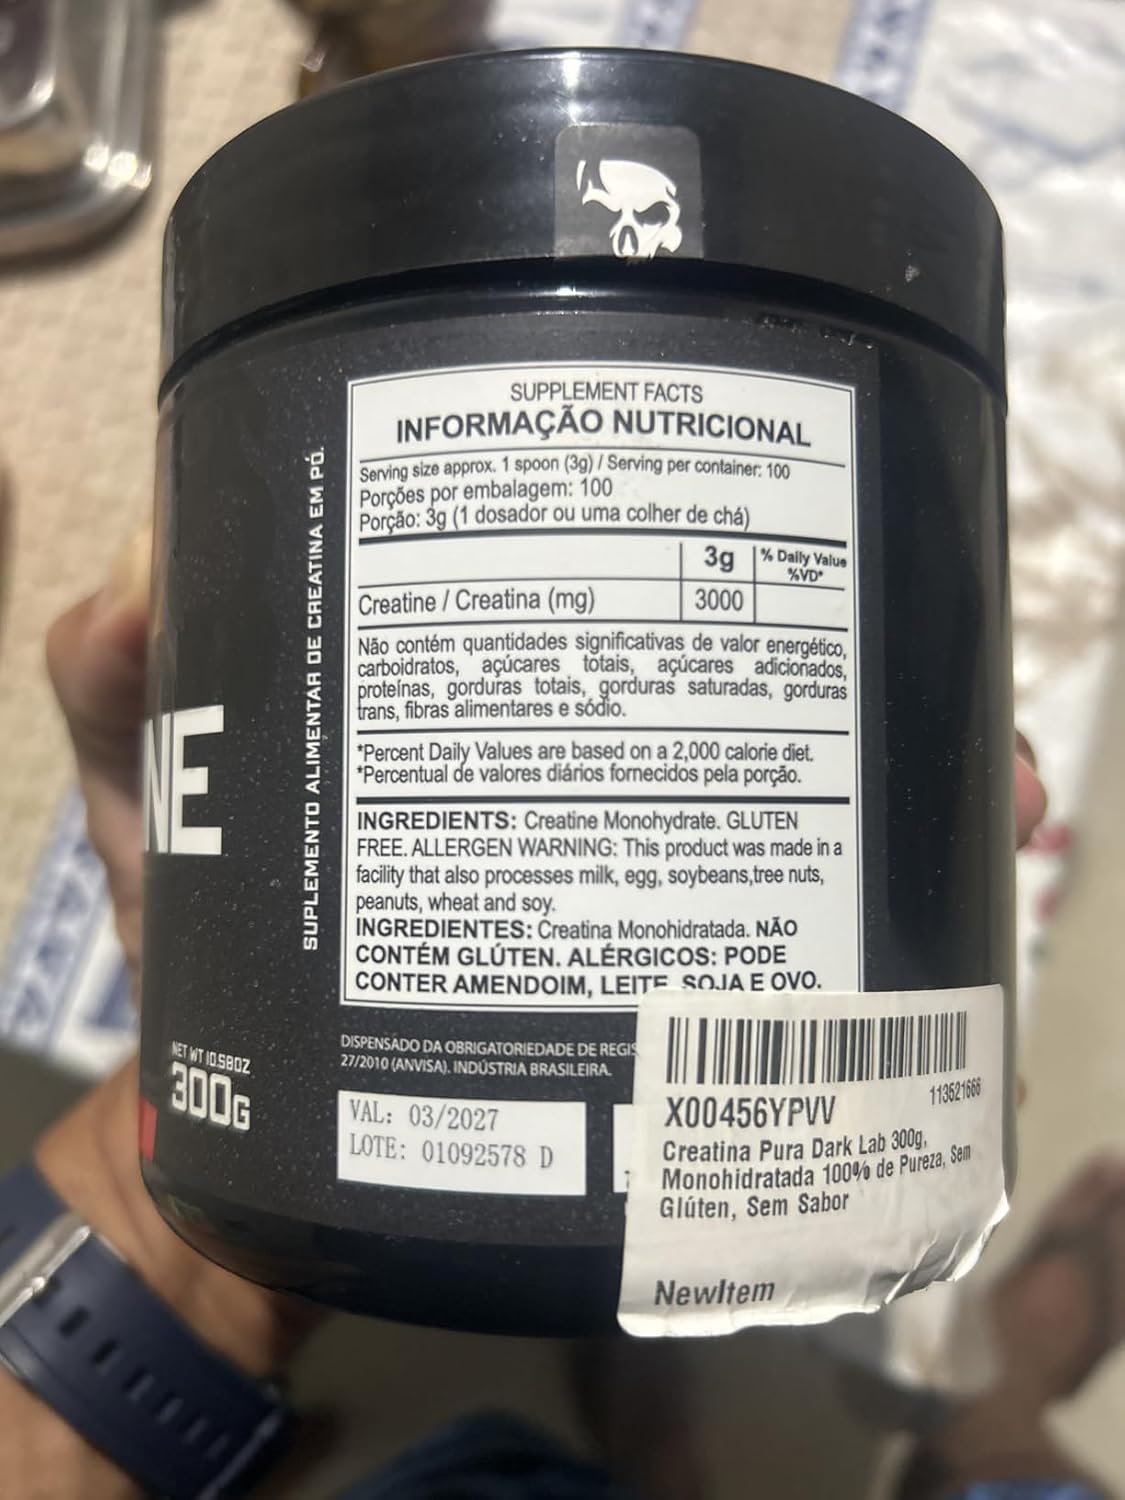 SUPPLEMENT FACTS
INFORMAÇÃO NUTRICIONAL
Serving size approx. 1 spoon (3g) / Serving per container: 100
Porções por embalagem: 100
Porção: 3g (1 dosador ou uma colher de chá)
3g % Daily Value
%VD*
Creatine / Creatina (mg) 3000
Não contém quantidades significativas de valor energético,
carboidratos, açúcares totais, açúcares adicionados,
proteínas, gorduras totais, gorduras saturadas, gorduras
trans, fibras alimentares e sódio.
*Percent Daily Values are based on a 2,000 calorie diet.
*Percentual de valores diários fornecidos pela porção.
INGREDIENTS: Creatine Monohydrate. GLUTEN
FREE. ALLERGEN WARNING: This product was made in a
facility that also processes milk, egg, soybeans,tree nuts,
peanuts, wheat and soy.
INGREDIENTES: Creatina Monohidratada. NÃO
CONTÉM GLÚTEN. ALÉRGICOS: PODE
CONTER AMENDOIM, LEITE, SOJA E OVO.
SUPLEMENTO ALIMENTAR DE CREATINA EM PÓ.
NE
NET WT 10.58OZ
300G
DISPENSADO DA OBRIGATORIEDADE DE REGIS
27/2010 (ANVISA). INDÚSTRIA BRASILEIRA.
VAL: 03/2027
LOTE: 01092578 D
113521666
X00456YPVV
Creatina Pura Dark Lab 300g,
Monohidratada 100% de Pureza, Sem
Glúten, Sem Sabor
NewItem